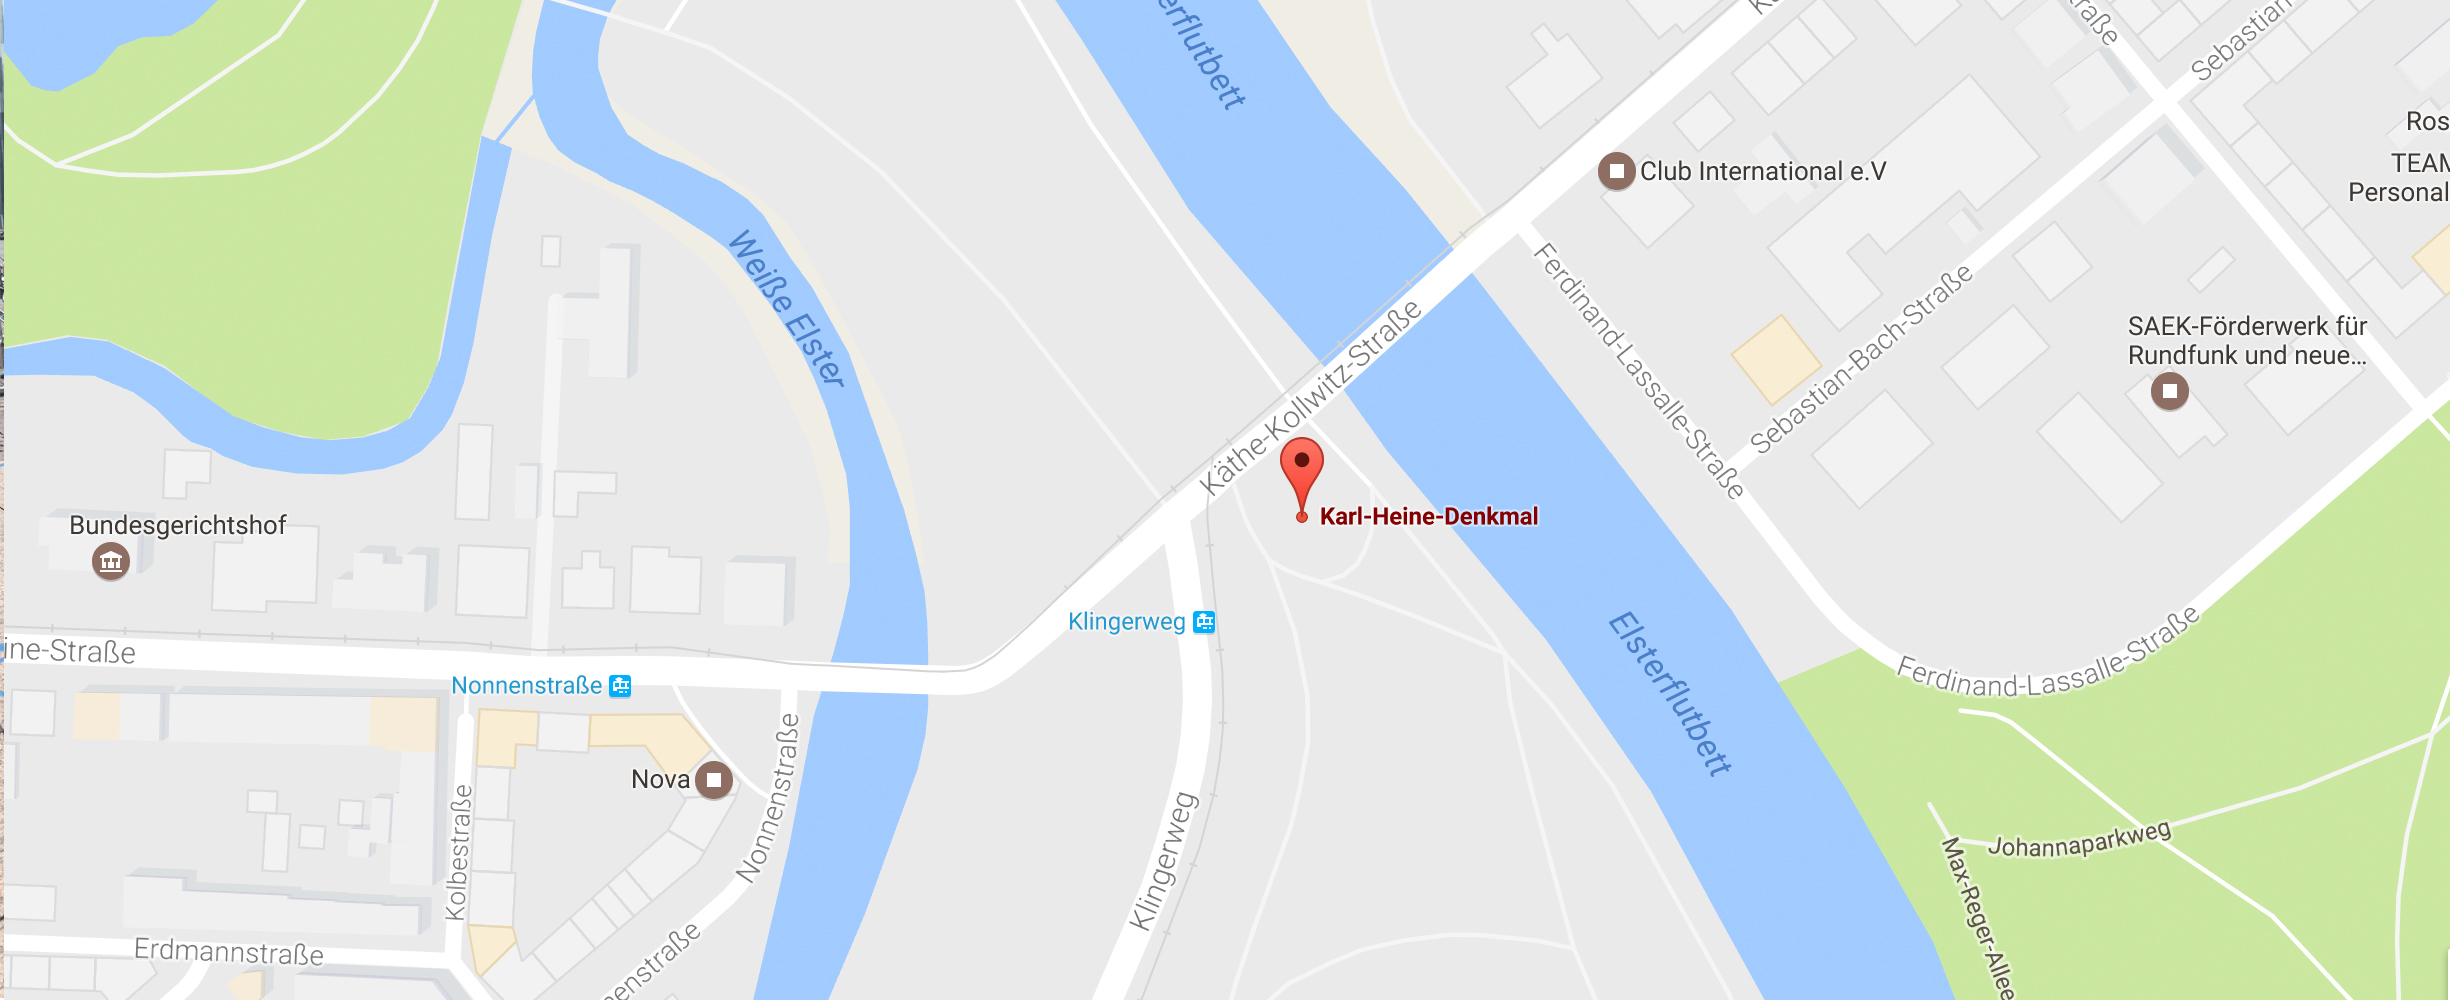 erflutbett
raße
Sebastian
Ros
TEAM
Personal
Club International e.V
Weiße Elster
Ferdinand-Lassalle-Straße
Sebastian-Bach-Straße
SAEK-Förderwerk für
Rundfunk und neue...
Käthe-Kollwitz-Straße
Karl-Heine-Denkmal
Bundesgerichtshof
Klingerweg
ine-Straße
Nonnenstraße
Elsterflutbett
Ferdinand-Lassalle-Straße
Nova
Nonnenstraße
Kolbestraße
Klingerweg
Johannaparkweg
Max-Reger-Allee
Erdmannstraße
enstraße